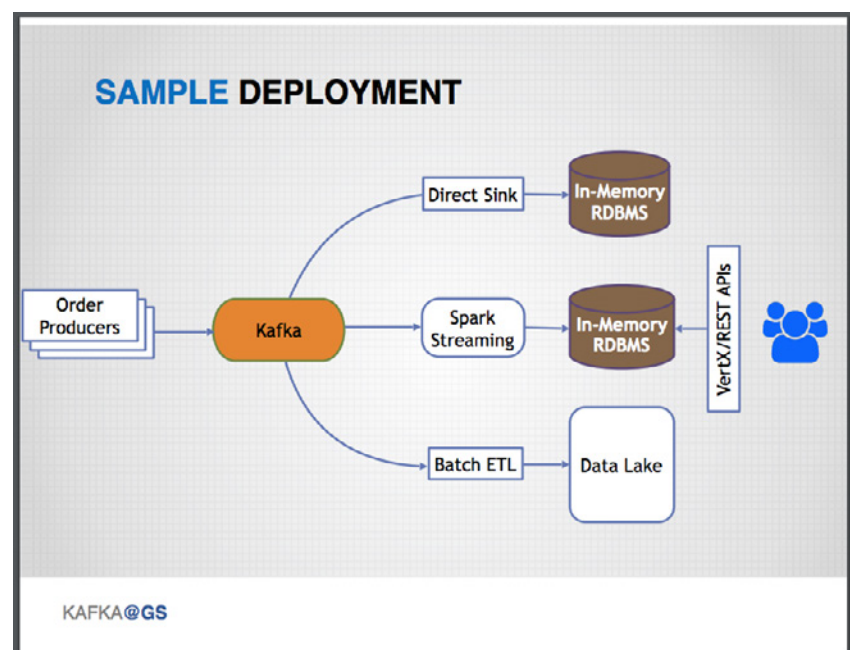 SAMPLE DEPLOYMENT
Direct Sink
In-Memory
RDBMS
Order
Producers
Kafka
Spark
Streaming
In-Memory
RDBMS
VertX/REST APIs
Batch ETL
Data Lake
KAFKA@GS